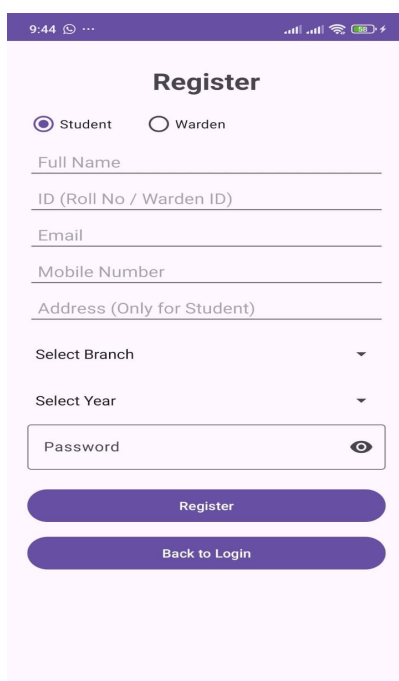 9:44 ...
58
Register
Student Warden
Full Name
ID (Roll No / Warden ID)
Email
Mobile Number
Address (Only for Student)
Select Branch
Select Year
Password
Register
Back to Login